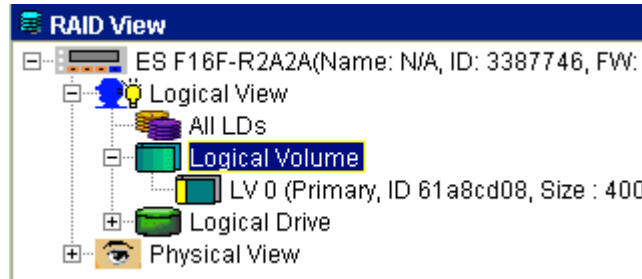 RAID View
ES F16F-R2A2A(Name: N/A, ID: 3387746, FW:
Logical View
All LDs
Logical Volume
LV 0 (Primary, ID 61a8cd08, Size : 400
Logical Drive
Physical View